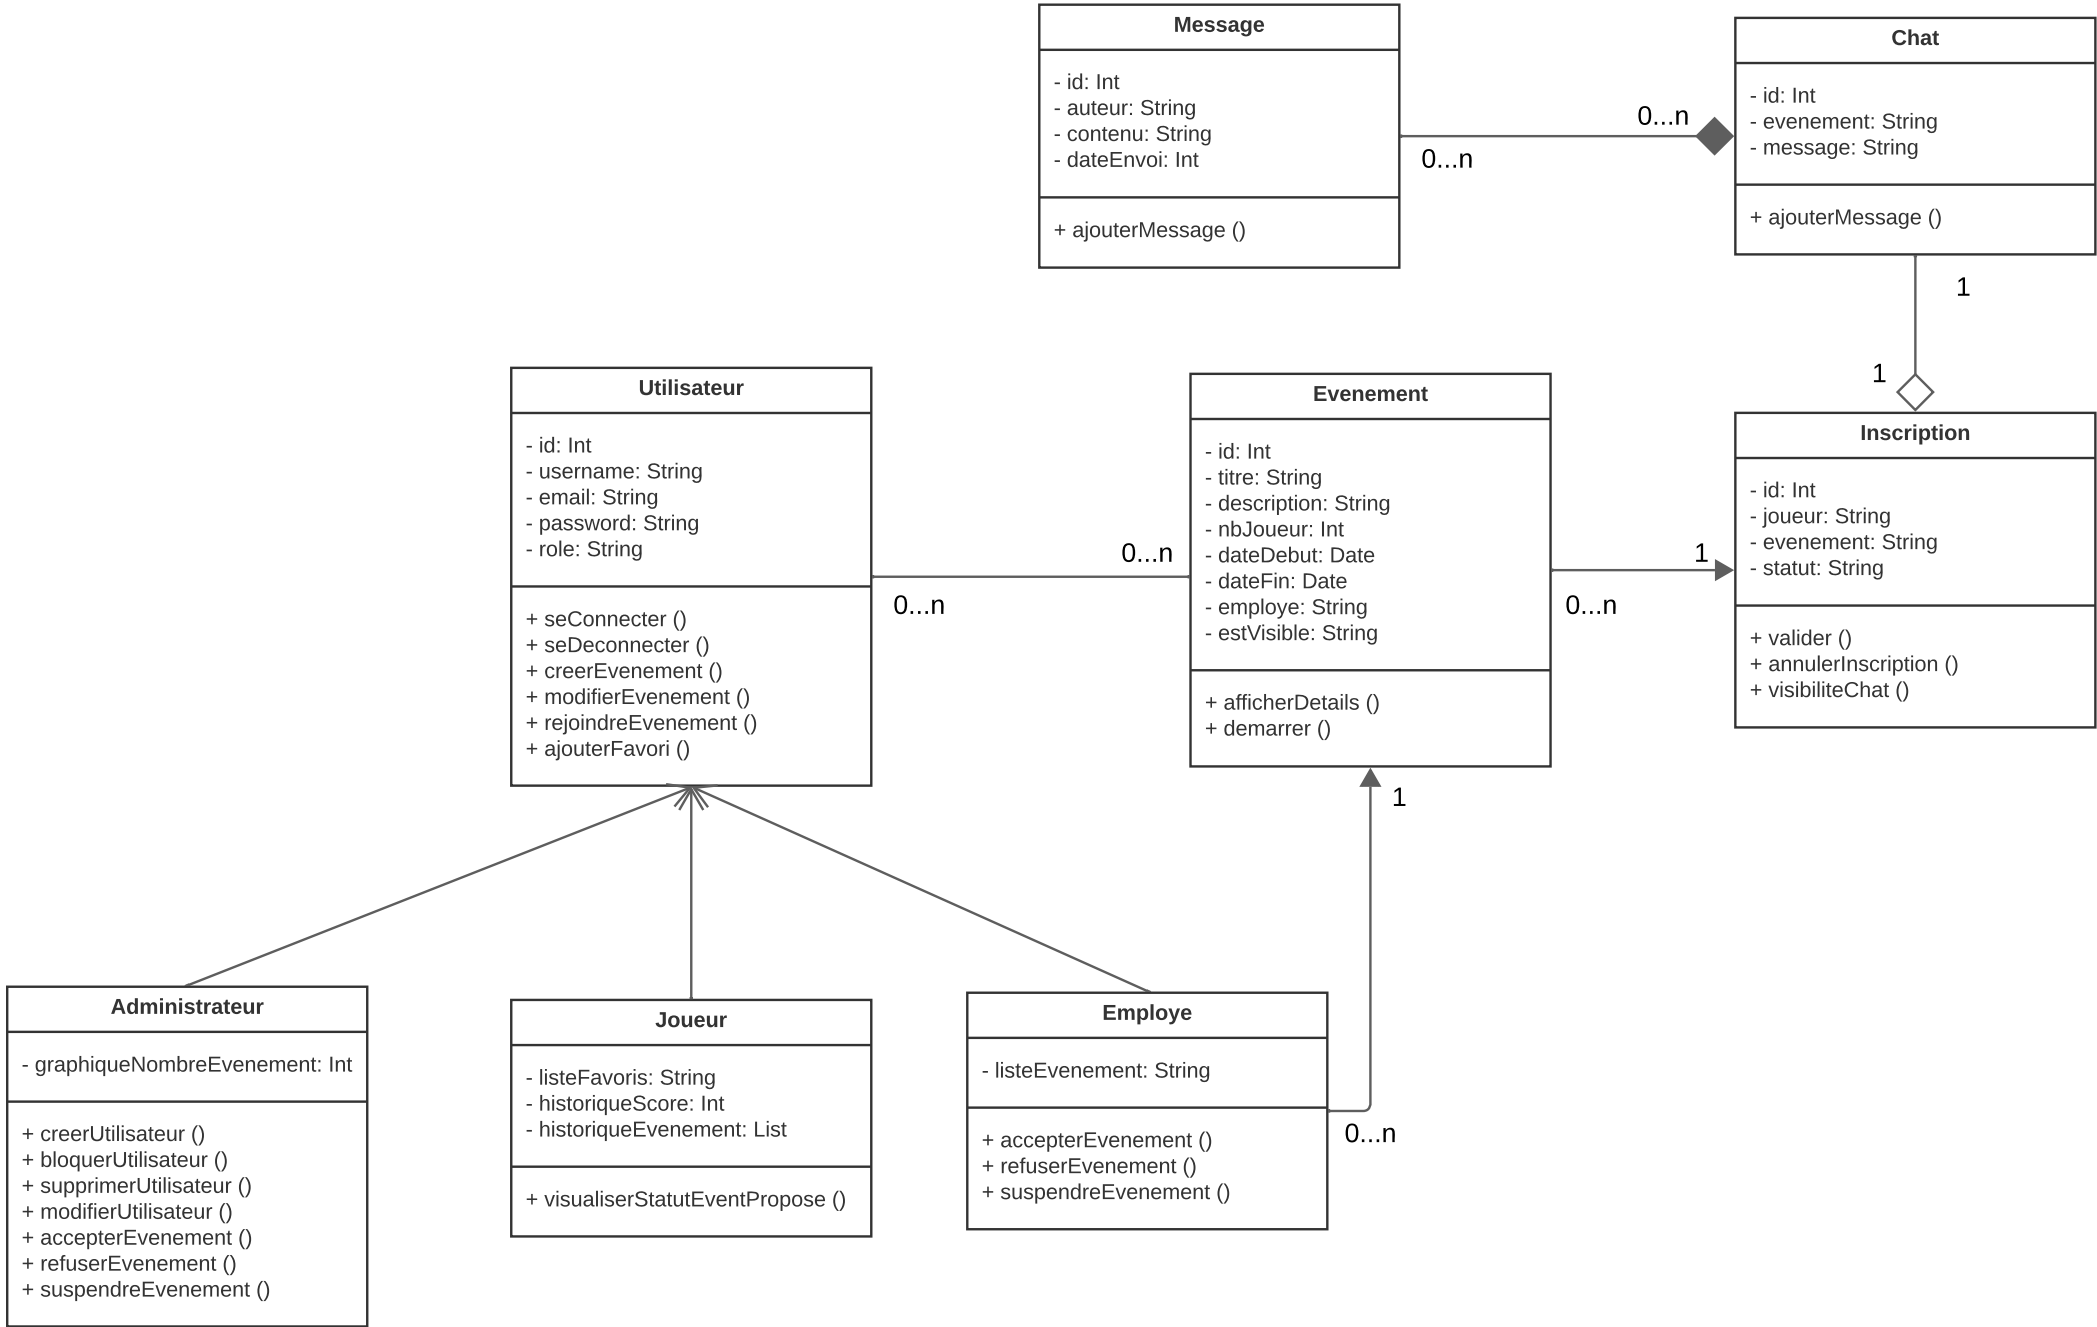 Message
- id: Int
- auteur: String
- contenu: String
- dateEnvoi: Int
+ ajouterMessage ()
0...n
0...n
Chat
- id: Int
- evenement: String
- message: String
+ ajouterMessage ()
1
1
Utilisateur
- id: Int
- username: String
- email: String
- password: String
- role: String
+ seConnecter ()
+ seDeconnecter ()
+ creerEvenement ()
+ modifierEvenement ()
+ rejoindreEvenement ()
+ ajouterFavori ()
0...n
0...n
Evenement
- id: Int
- titre: String
- description: String
- nbJoueur: Int
- dateDebut: Date
- dateFin: Date
- employe: String
- estVisible: String
+ afficherDetails ()
+ demarrer ()
1
0...n
Inscription
- id: Int
- joueur: String
- evenement: String
- statut: String
+ valider ()
+ annulerInscription ()
+ visibiliteChat ()
1
Administrateur
- graphiqueNombreEvenement: Int
+ creerUtilisateur ()
+ bloquerUtilisateur ()
+ supprimerUtilisateur ()
+ modifierUtilisateur ()
+ accepterEvenement ()
+ refuserEvenement ()
+ suspendreEvenement ()
Joueur
- listeFavoris: String
- historiqueScore: Int
- historiqueEvenement: List
+ visualiserStatutEventPropose ()
Employe
- listeEvenement: String
+ accepterEvenement ()
+ refuserEvenement ()
+ suspendreEvenement ()
0...n